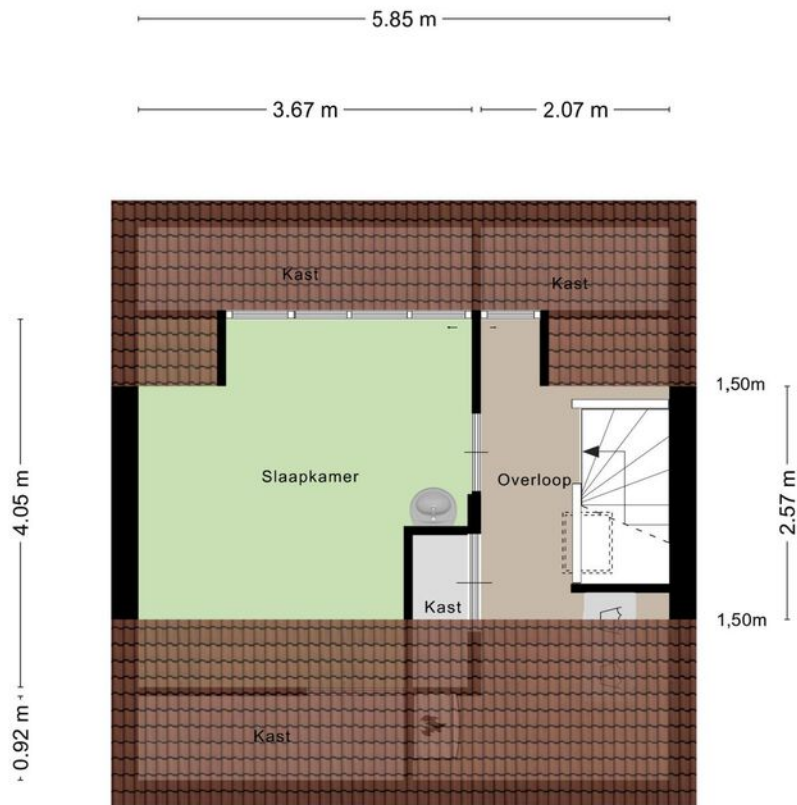 5.85 m
3.67 m
2.07 m
Kast
Kast
1,50m
Slaapkamer
Overloop
4.05 m
2.57 m
Kast
1,50m
0.92 m
Kast